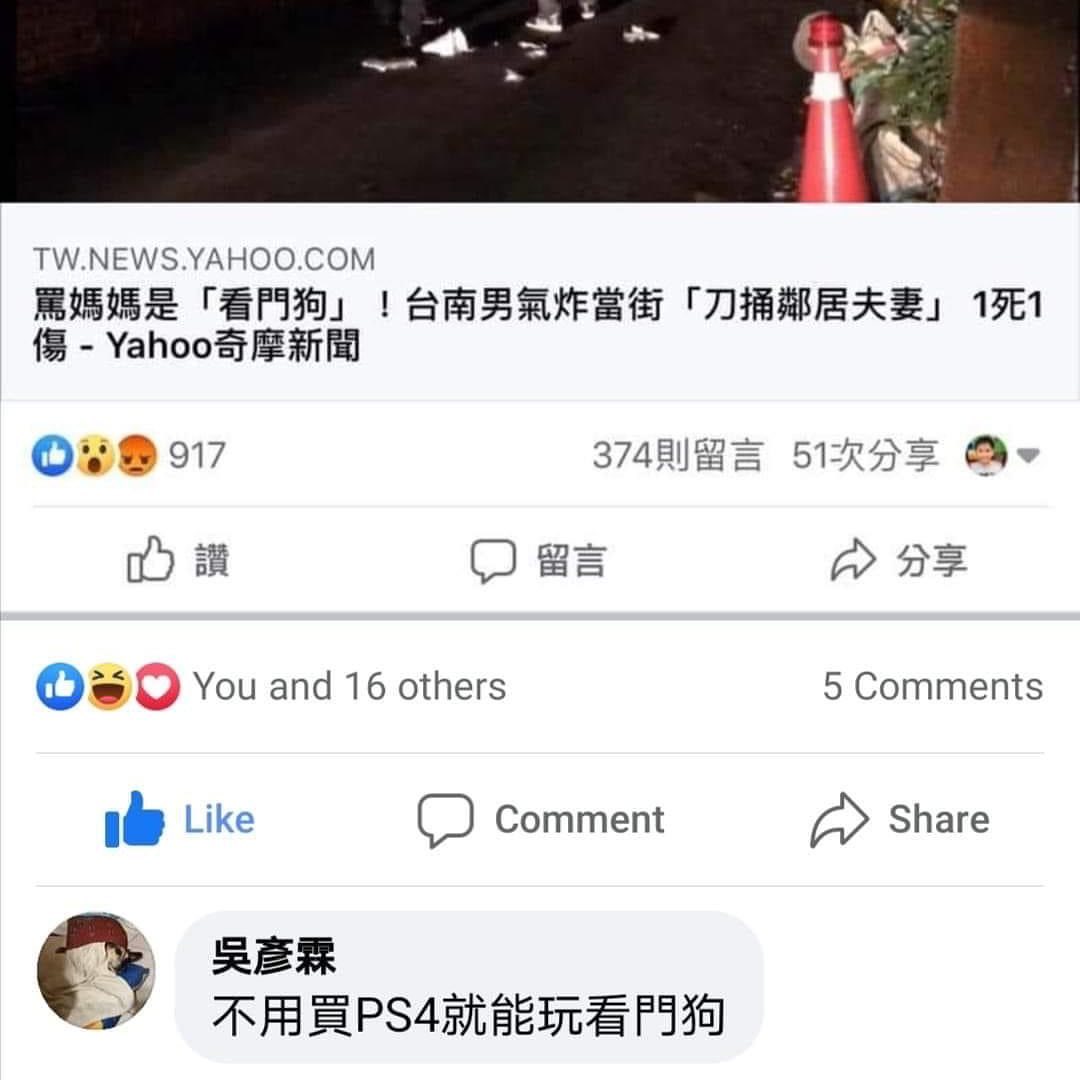 TW.NEWS.YAHOO.COM
罵媽媽是「看門狗」！台南男氣炸當街「刀捅鄰居夫妻」 1死1
傷 - Yahoo奇摩新聞
917 374則留言 51次分享
讚 留言 分享
You and 16 others 5 Comments
Like Comment Share
吳彥霖
不用買PS4就能玩看門狗